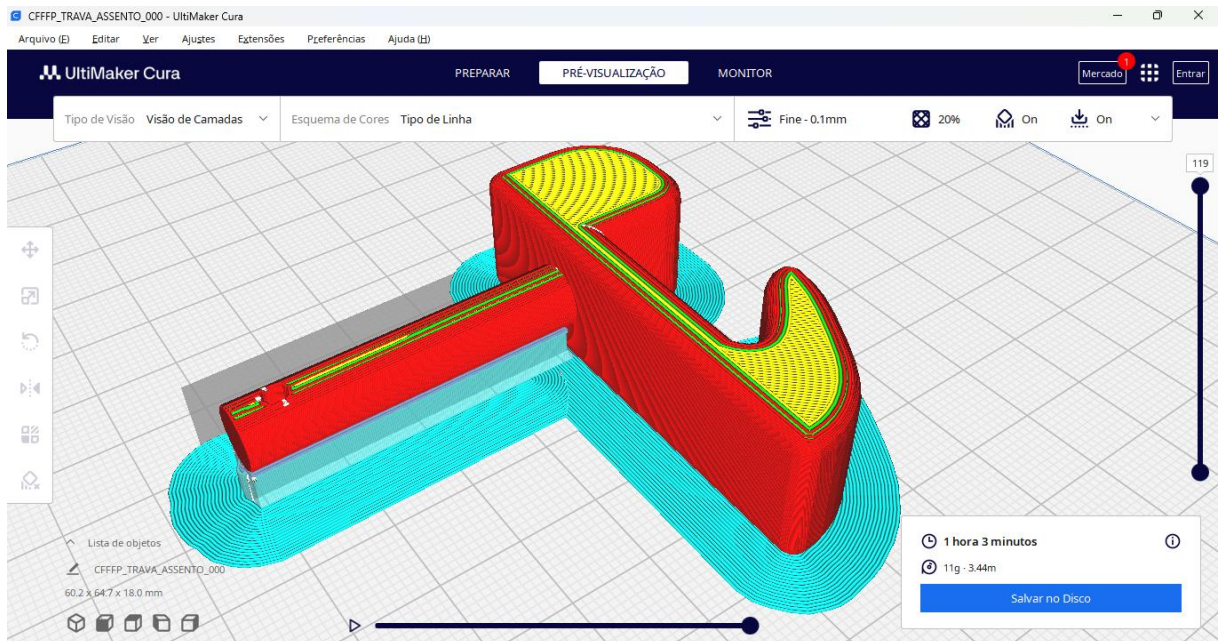 CFFFP_TRAVA_ASSENTO_000 - UltiMaker Cura
Arquivo (F) Editar Ver Ajustes Extensões Preferências Ajuda (H)
UltiMaker Cura PREPARAR PRÉ-VISUALIZAÇÃO MONITOR Mercado 1 Entrar
Tipo de Visão Visão de Camadas Esquema de Cores Tipo de Linha Fine - 0.1mm 20% On On
119
Lista de objetos
CFFFP_TRAVA_ASSENTO_000
60.2 x 64.7 x 18.0 mm
1 hora 3 minutos
11g · 3.44m
Salvar no Disco